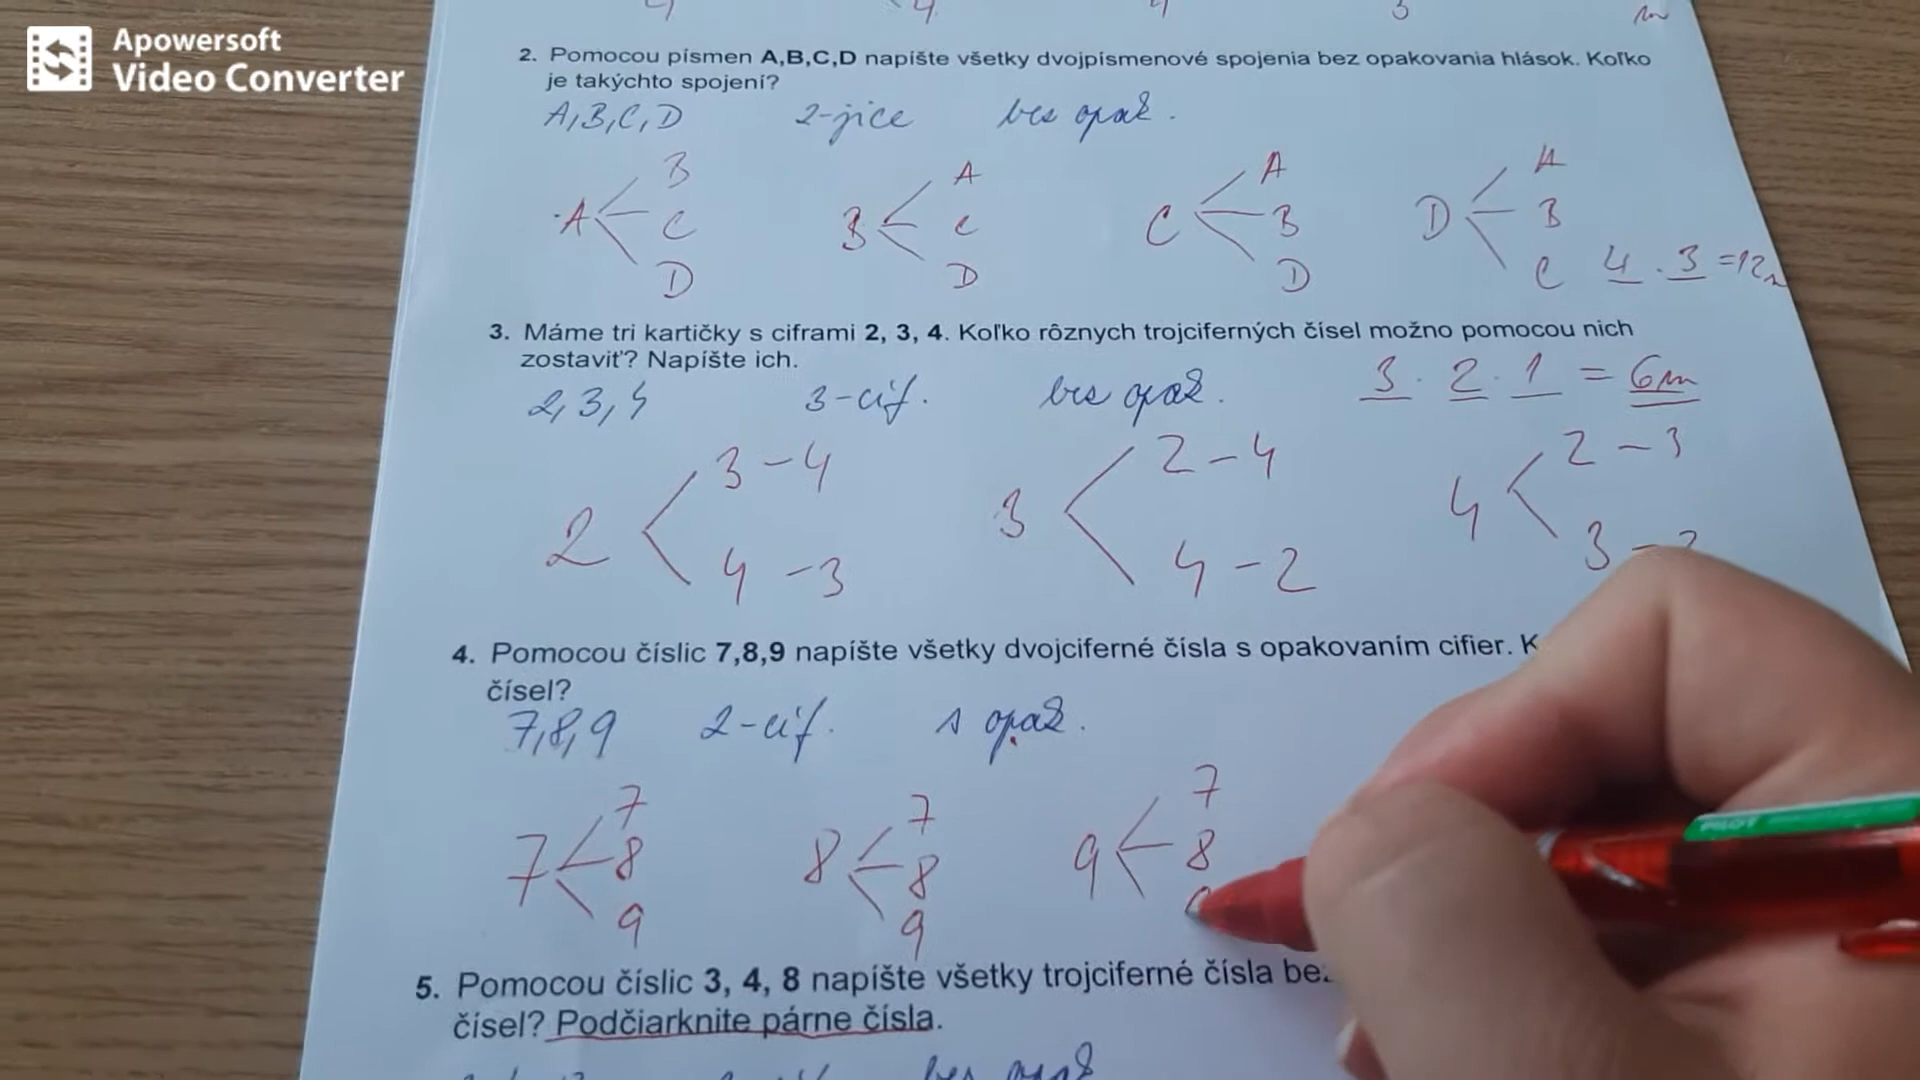 Apowersoft
Video Converter
2. Pomocou písmen A,B,C,D napíšte všetky dvojpísmenové spojenia bez opakovania hlások. Koľko
je takýchto spojení?
A,B,C,D 2-jice bez opak.
A B C D
B A C D
C A B D
D A B C
4 . 3 = 12
3. Máme tri kartičky s ciframi 2, 3, 4. Koľko rôznych trojciferných čísel možno pomocou nich
zostaviť? Napíšte ich.
3 . 2 . 1 = 6m
2, 3, 4 3-cif. bez opak.
2 3 – 4
4 – 3
3 2 – 4
4 – 2
4 2 – 3
3 – 2
4. Pomocou číslic 7,8,9 napíšte všetky dvojciferné čísla s opakovaním cifier. K
čísel?
7,8,9 2-cif. s opak.
7 7 8 9
8 7 8 9
9 7 8
PILOT
5. Pomocou číslic 3, 4, 8 napíšte všetky trojciferné čísla
čísel? Podčiarknite párne čísla.